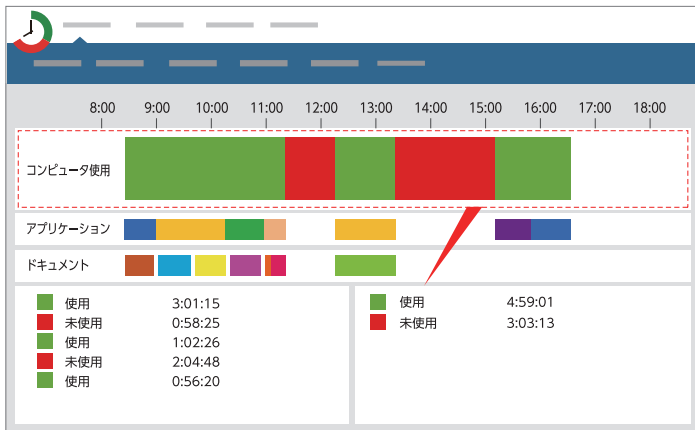 8:00 9:00 10:00 11:00 12:00 13:00 14:00 15:00 16:00 17:00 18:00
コンピュータ使用
アプリケーション
ドキュメント
使用 3:01:15
未使用 0:58:25
使用 1:02:26
未使用 2:04:48
使用 0:56:20
使用 4:59:01
未使用 3:03:13